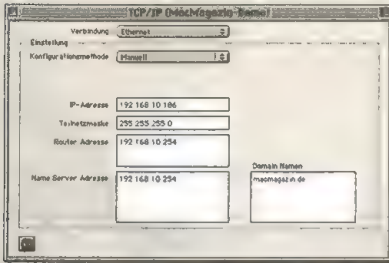 TCP/IP (MacMagazin-Demo)
Verbindung Ethernet
Einstellung
Konfigurationsmethode Manuell
IP-Adresse 192.168.10.186
Teilnetzmaske 255.255.255.0
Router Adresse 192.168.10.254
Domain Namen
Name Server Adresse 192.168.10.254
macmagazin.de